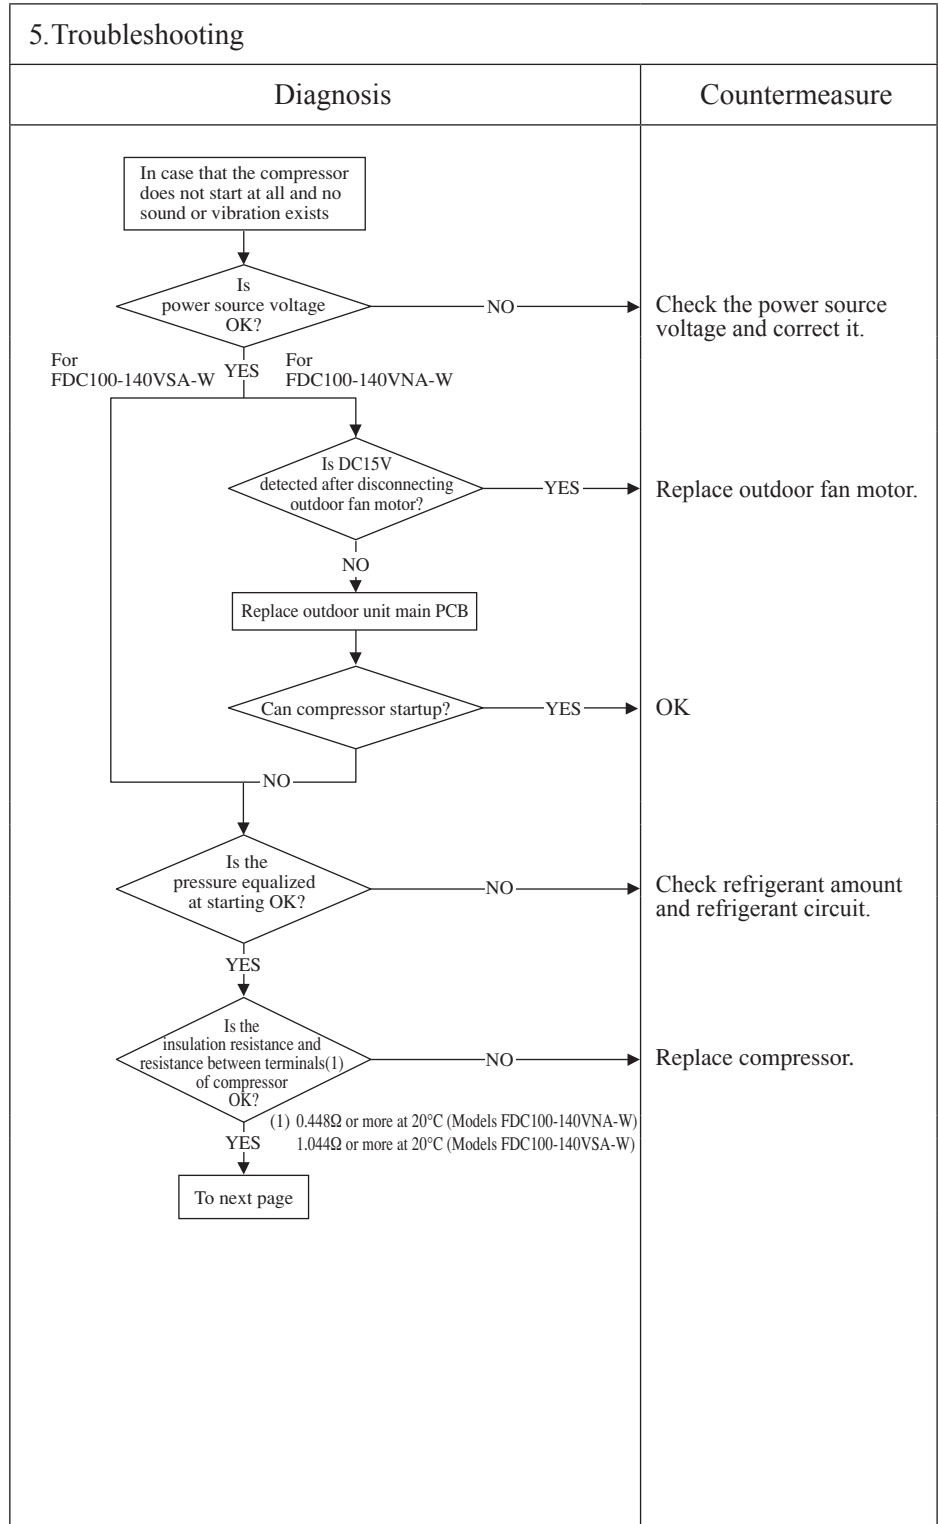 5.Troubleshooting
Diagnosis
Countermeasure
In case that the compressor
does not start at all and no
sound or vibration exists
Is
power source voltage
OK?
NO
Check the power source
voltage and correct it.
For
FDC100-140VSA-W
YES
For
FDC100-140VNA-W
Is DC15V
detected after disconnecting
outdoor fan motor?
YES
Replace outdoor fan motor.
NO
Replace outdoor unit main PCB
Can compressor startup?
YES
OK
NO
Is the
pressure equalized
at starting OK?
NO
Check refrigerant amount
and refrigerant circuit.
YES
Is the
insulation resistance and
resistance between terminals(1)
of compressor
OK?
NO
Replace compressor.
(1) 0.448Ω or more at 20°C (Models FDC100-140VNA-W)
1.044Ω or more at 20°C (Models FDC100-140VSA-W)
YES
To next page